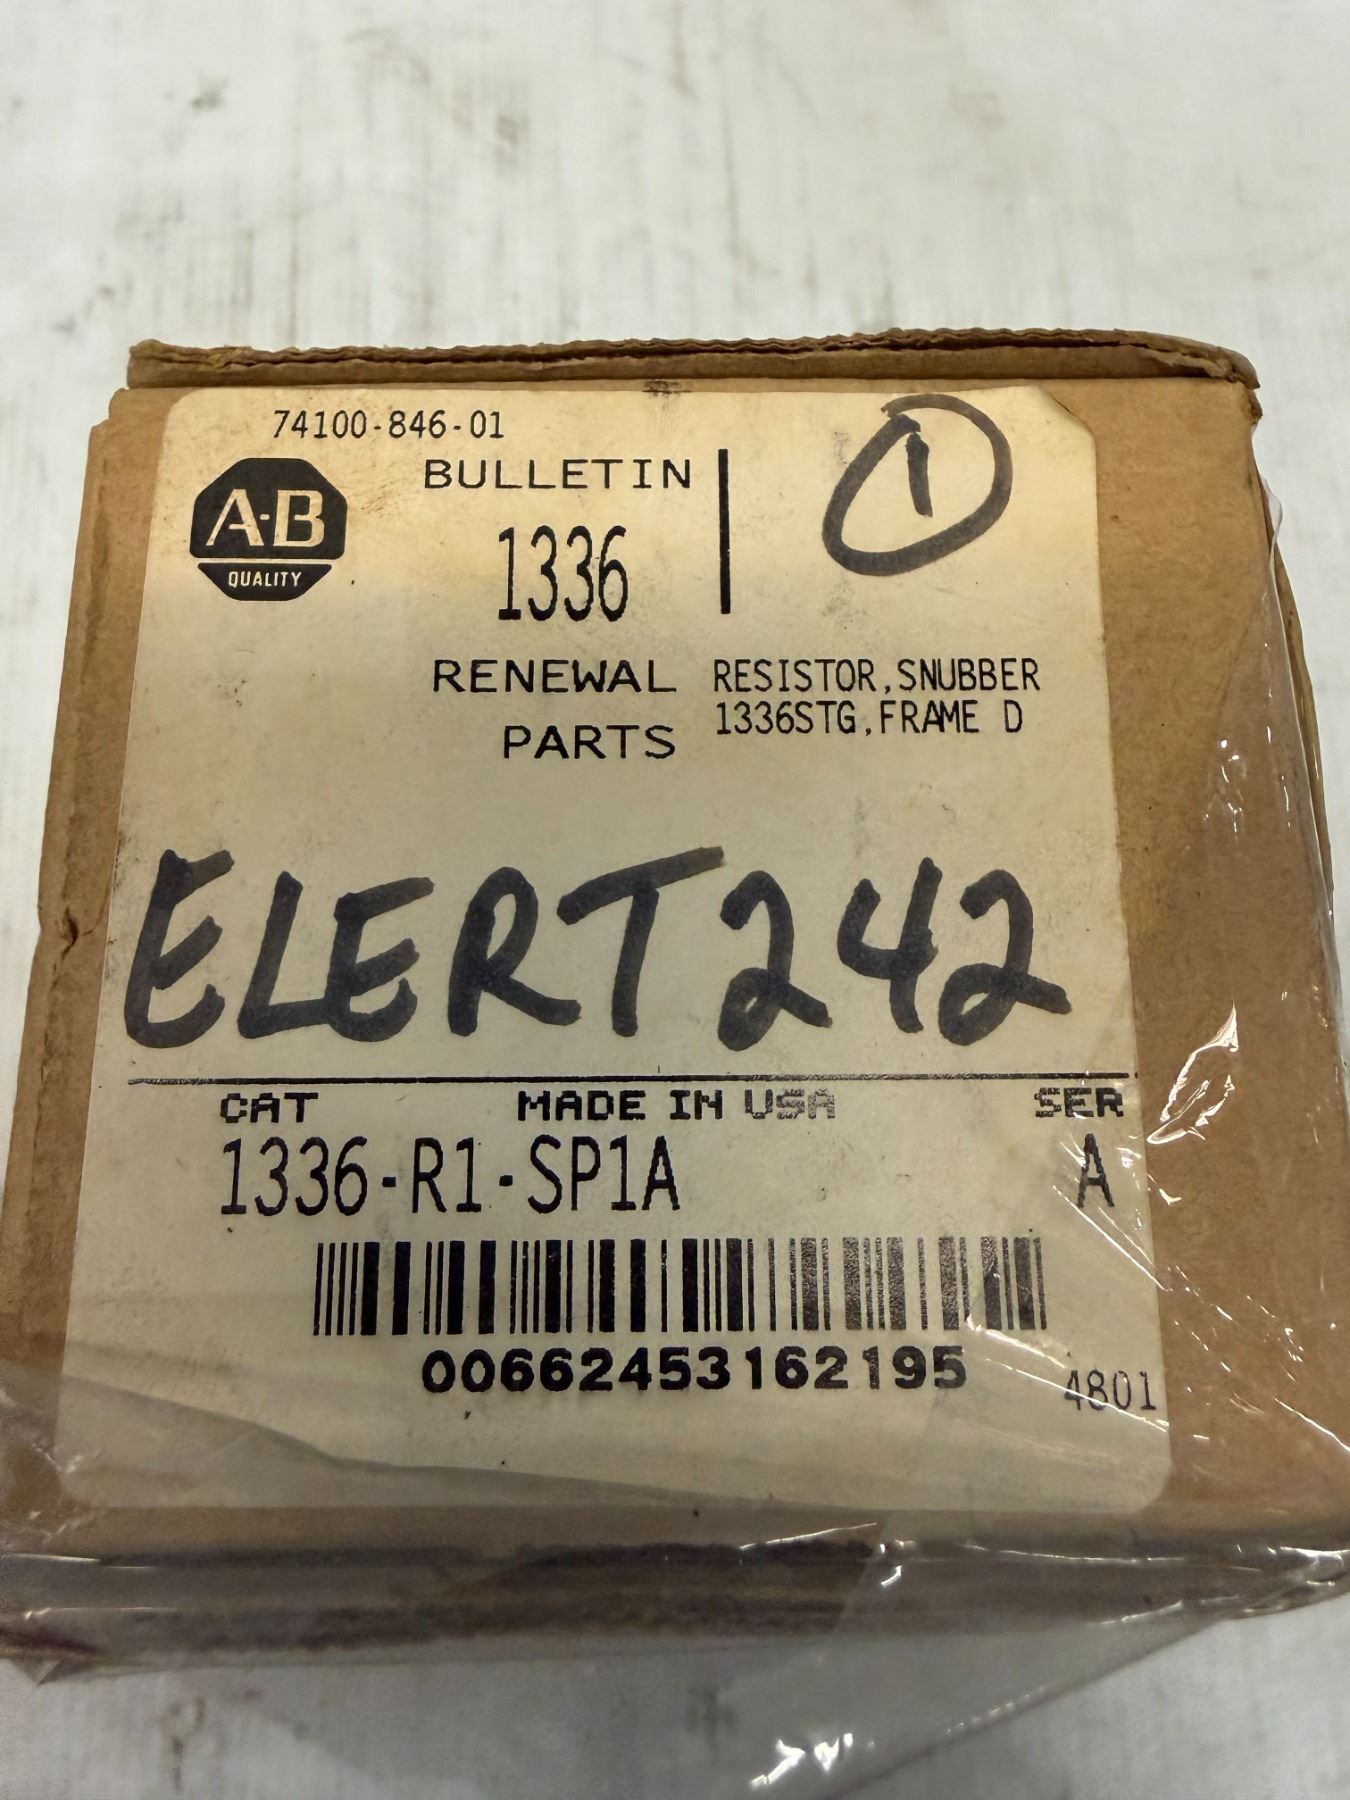 74100-846-01
A-B
QUALITY
BULLETIN
1336
RENEWAL
PARTS
1
RESISTOR,SNUBBER
1336STG,FRAME D
ELERT242
CAT MADE IN USA SER
1336-R1-SP1A A
00662453162195
4801